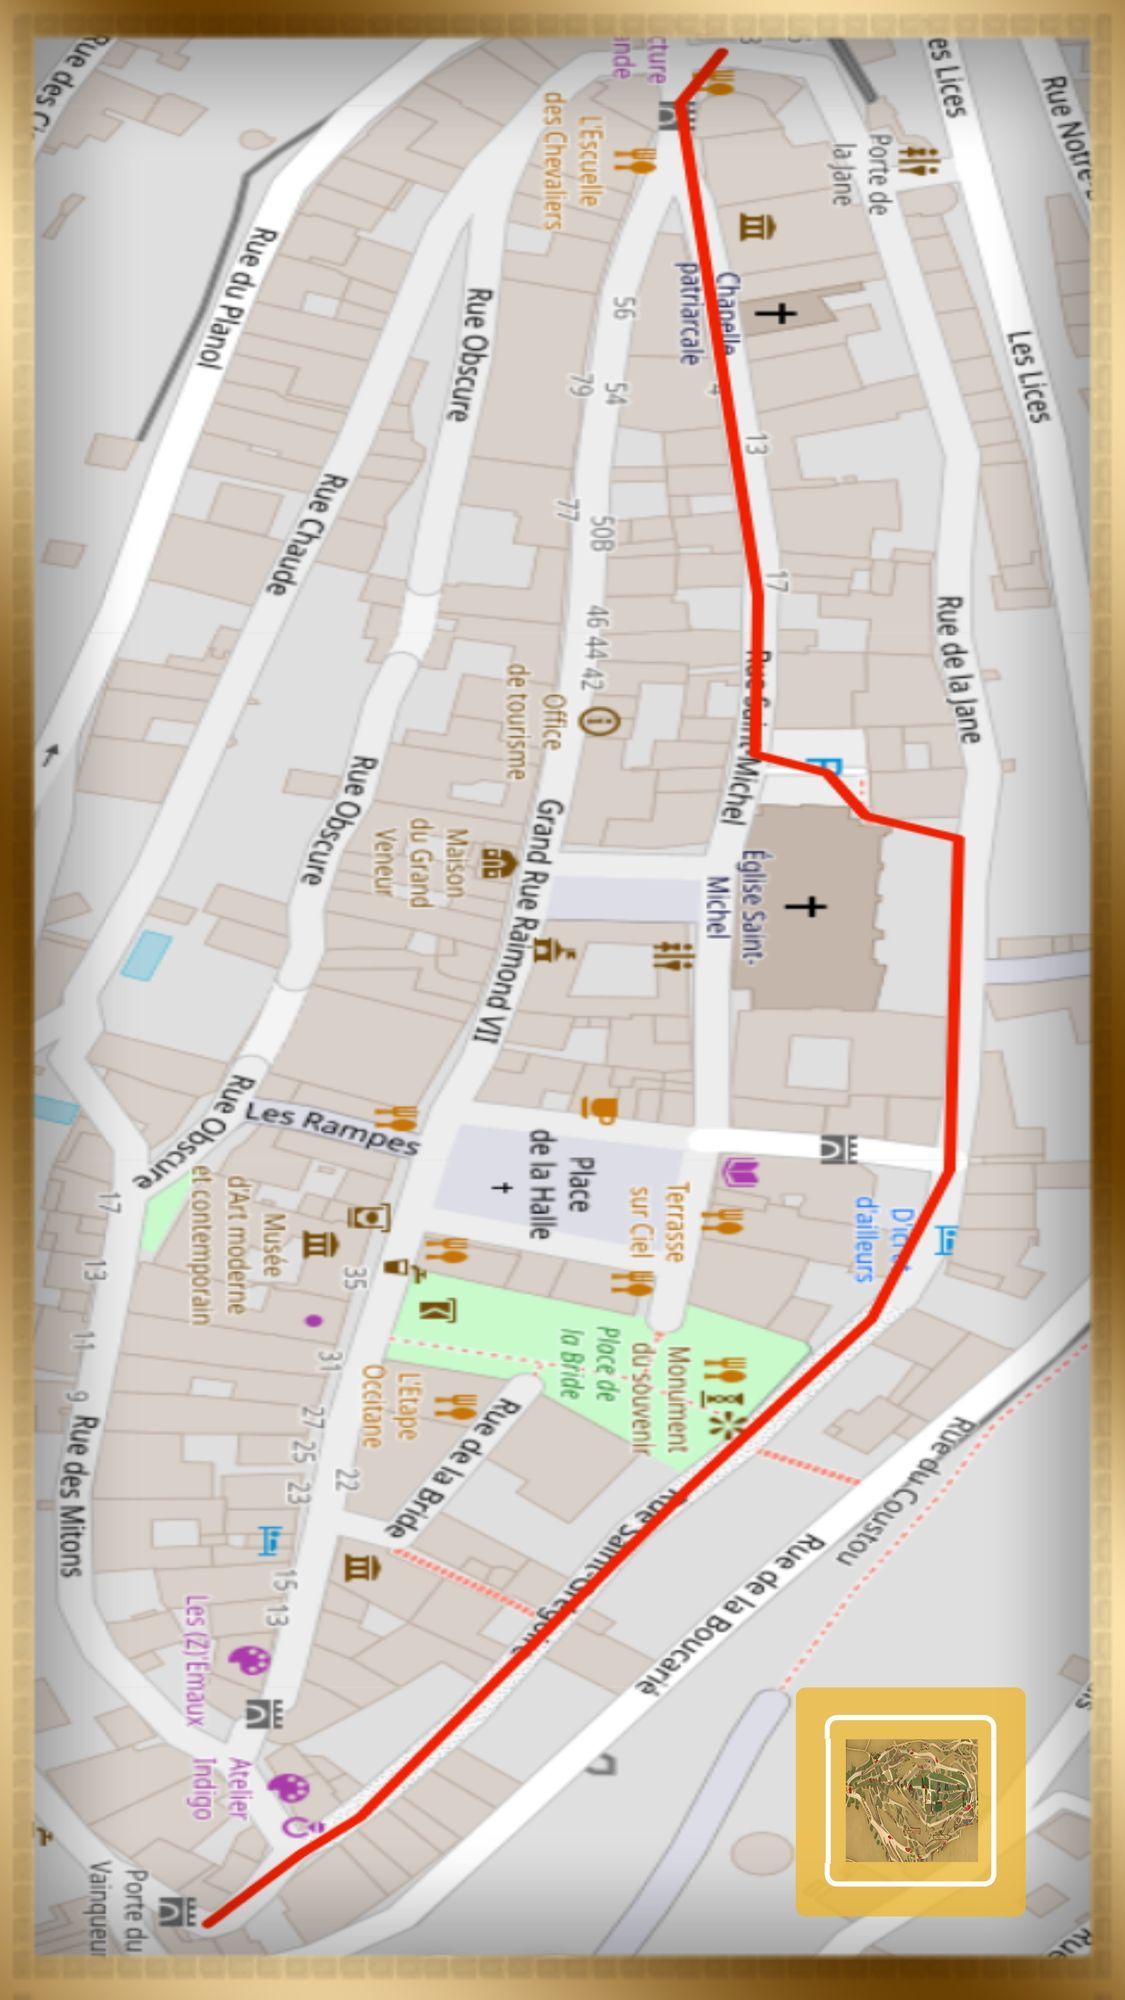 Rue des C
cture
ande
es Lices
Rue Notre-D
L'Escuelle
des Chevaliers
Porte de
la Jane
Rue du Planol
Rue Obscure
56
Chapelle
patriarcale
Les Lices
79
54
4
13
Rue Chaude
77
50B
17
46 44 42
Rue de la Jane
Office
de tourisme
Rue Saint-Michel
P
Rue Obscure
Maison
du Grand
Veneur
Grand Rue Raimond VII
Église Saint-
Michel
Rue Obscure
Les Rampes
Place
de la Halle
Terrasse
sur Ciel
D'ici et
d'ailleurs
17
Musée
d'Art moderne
et contemporain
35
13
11
31
Place de
la Bride
Monument
du souvenir
L'Étape
Occitane
9
Rue des Mitons
27 25
23
22
Rue de la Bride
Rue Saint-Grégoire
Rue du Coustou
Rue de la Boucarié
15 13
Les (Z)'Émaux
Atelier
Indigo
Porte du
Vainqueur
Rue